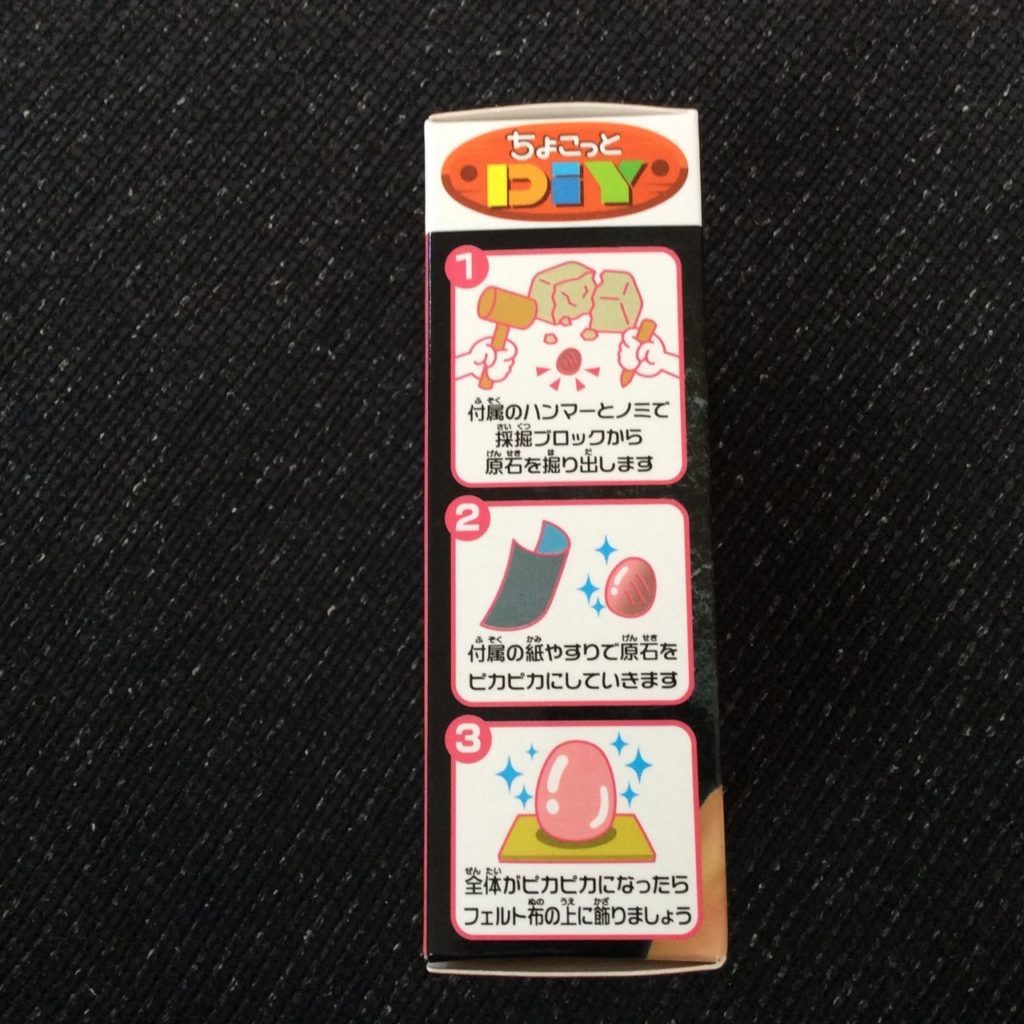 ちょこっと
DIY
1
付属のハンマーとノミで
採掘ブロックから
原石を掘り出します
2
付属の紙やすりで原石を
ピカピカにしていきます
3
全体がピカピカになったら
フェルト布の上に飾りましょう